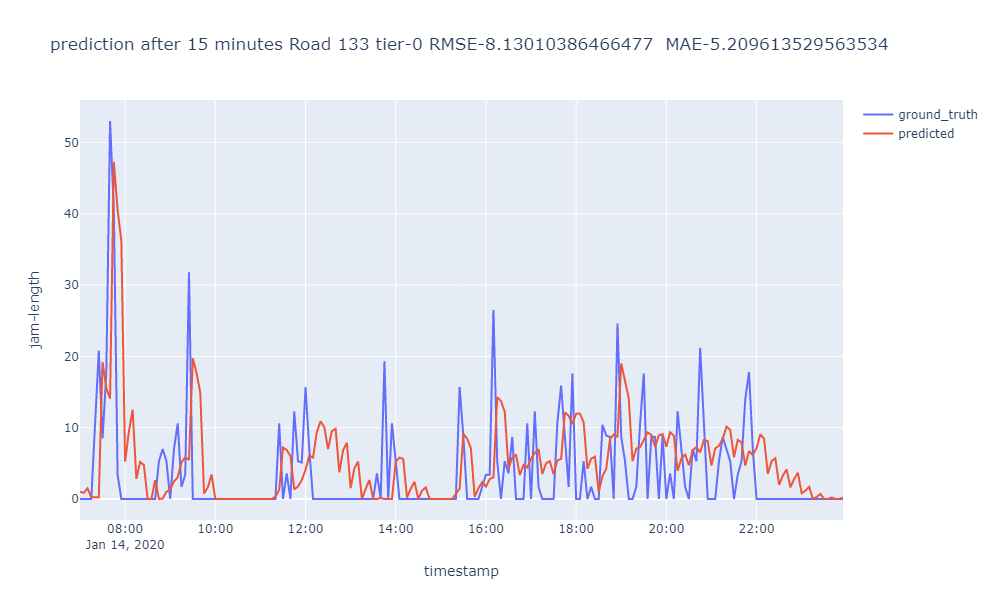 prediction after 15 minutes Road 133 tier-0 RMSE-8.13010386466477 MAE-5.209613529563534
ground_truth
predicted
50
40
30
20
10
0
jam-length
08:00 10:00 12:00 14:00 16:00 18:00 20:00 22:00
Jan 14, 2020
timestamp